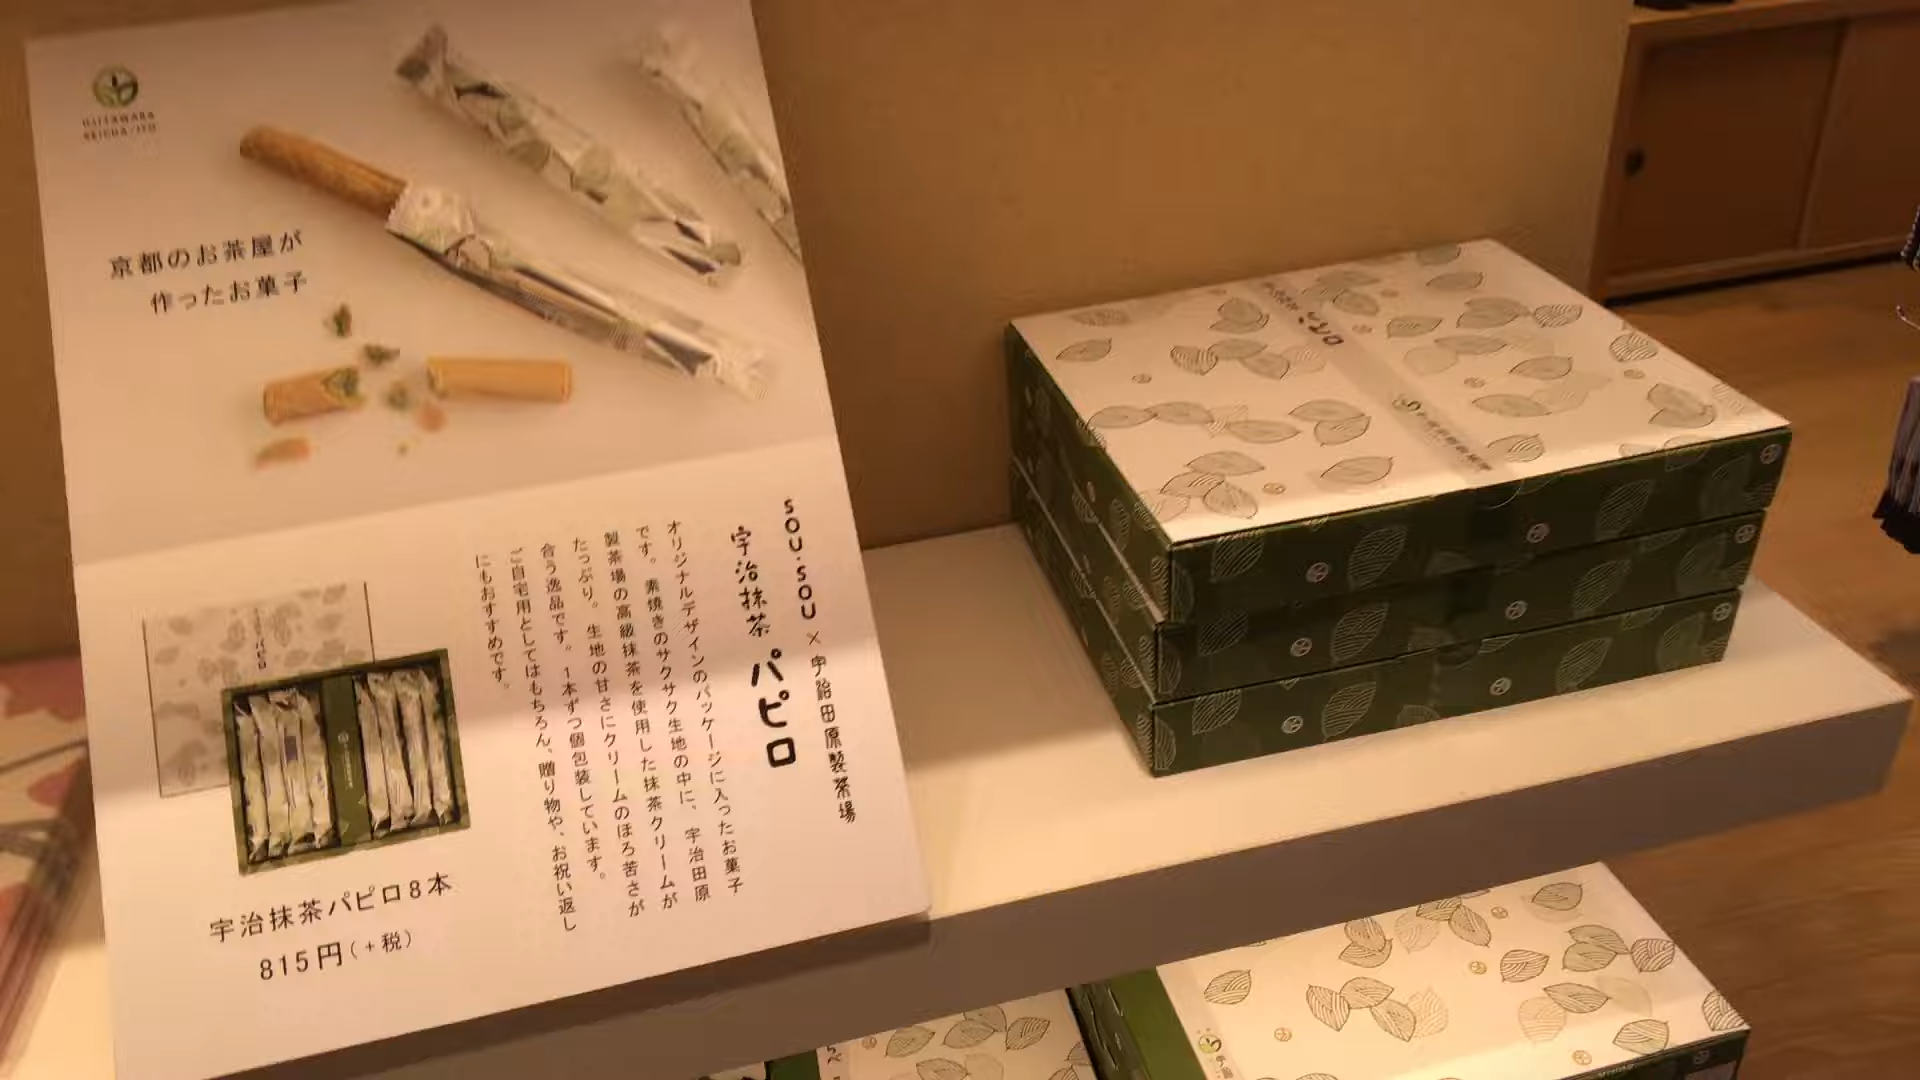 UJITAWARA
SEICHA/JYO
京都のお茶屋が
作ったお菓子
SOU・SOU × 宇治田原製茶場
宇治抹茶 パピロ
オリジナルデザインのパッケージに入ったお菓子
です。素焼きのサクサク生地の中に、宇治田原
製茶場の高級抹茶を使用した抹茶クリームが
たっぷり。生地の甘さにクリームのほろ苦さが
合う逸品です。1本ずつ個包装しています。
ご自宅用としてはもちろん、贈り物や、お祝い返し
にもおすすめです。
パピロ
宇治抹茶パピロ8本
815円(+税)
パピロ